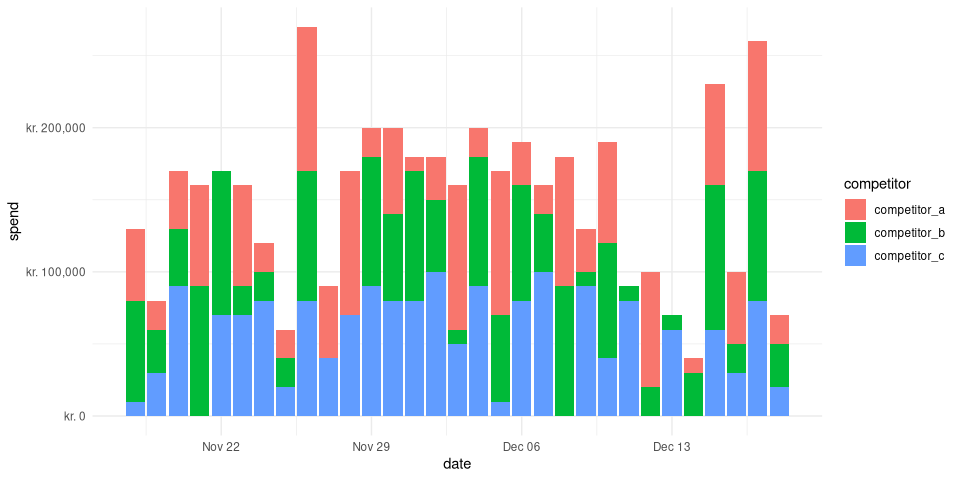 spend
kr. 200,000
kr. 100,000
kr. 0
Nov 22
Nov 29
Dec 06
Dec 13
date
competitor
competitor_a
competitor_b
competitor_c